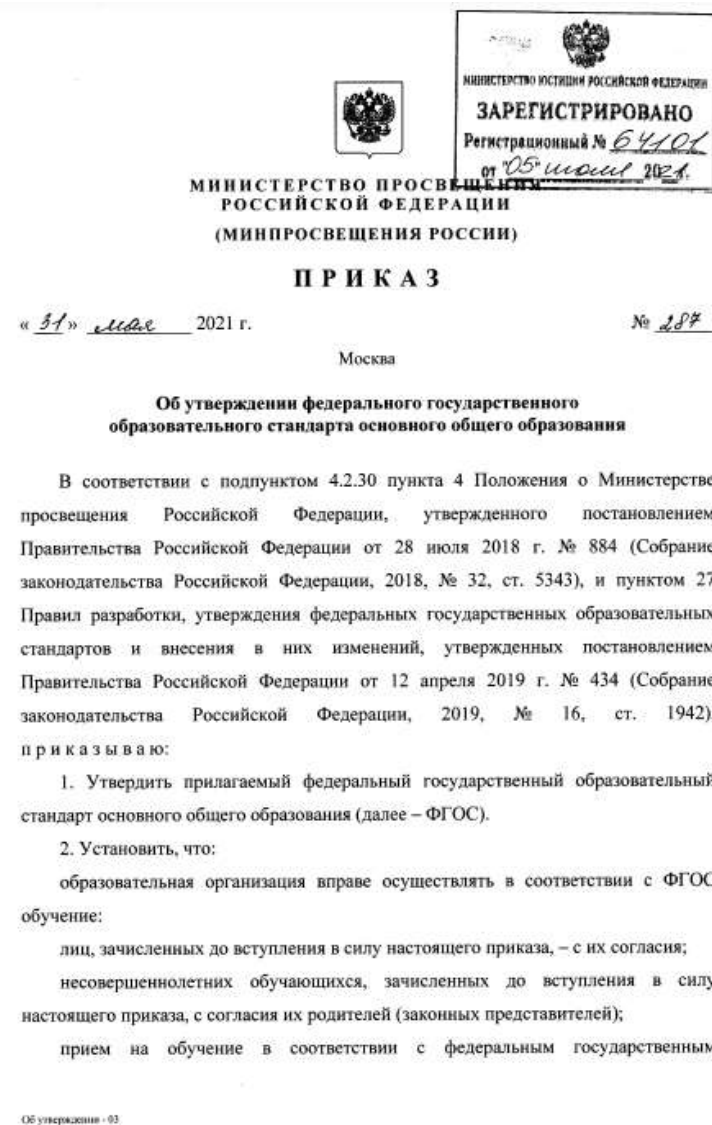 МИНИСТЕРСТВО ЮСТИЦИИ РОССИЙСКОЙ ФЕДЕРАЦИИ
ЗАРЕГИСТРИРОВАНО
Регистрационный № 64101
от "05" июля 2021.
МИНИСТЕРСТВО ПРОСВЕЩЕНИЯ
РОССИЙСКОЙ ФЕДЕРАЦИИ
(МИНПРОСВЕЩЕНИЯ РОССИИ)
ПРИКАЗ
« 31 » мая 2021 г.
№ 287
Москва
Об утверждении федерального государственного
образовательного стандарта основного общего образования
В соответствии с подпунктом 4.2.30 пункта 4 Положения о Министерстве
просвещения Российской Федерации, утвержденного постановлением
Правительства Российской Федерации от 28 июля 2018 г. № 884 (Собрание
законодательства Российской Федерации, 2018, № 32, ст. 5343), и пунктом 27
Правил разработки, утверждения федеральных государственных образовательных
стандартов и внесения в них изменений, утвержденных постановлением
Правительства Российской Федерации от 12 апреля 2019 г. № 434 (Собрание
законодательства Российской Федерации, 2019, № 16, ст. 1942)
п р и к а з ы в а ю:
1. Утвердить прилагаемый федеральный государственный образовательный
стандарт основного общего образования (далее – ФГОС).
2. Установить, что:
образовательная организация вправе осуществлять в соответствии с ФГОС
обучение:
лиц, зачисленных до вступления в силу настоящего приказа, – с их согласия;
несовершеннолетних обучающихся, зачисленных до вступления в силу
настоящего приказа, с согласия их родителей (законных представителей);
прием на обучение в соответствии с федеральным государственным
Об утверждении - 03